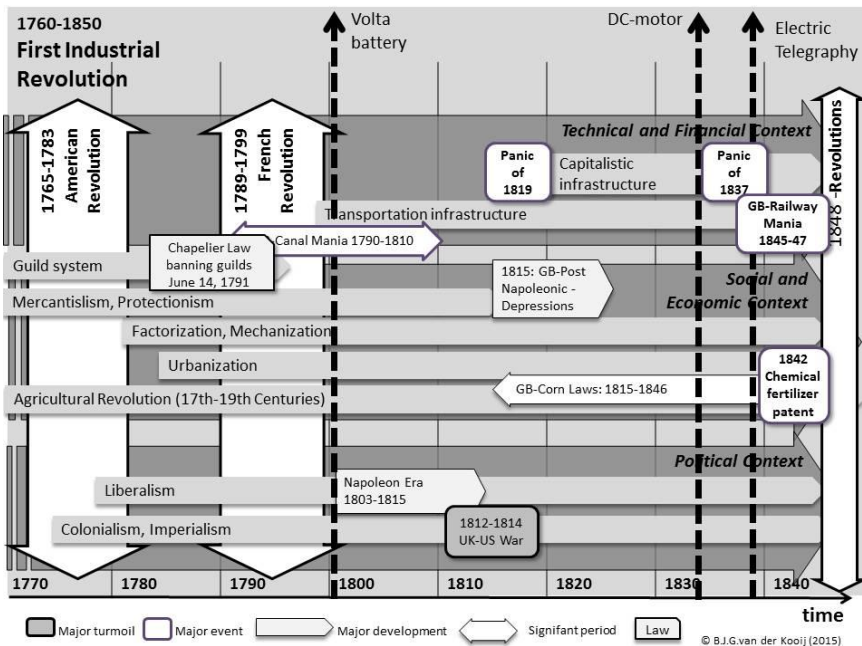 1760-1850
First Industrial
Revolution
Volta
battery
DC-motor
Electric
Telegraphy
1765-1783
American
Revolution
1789-1799
French
Revolution
1848 -Revolutions
Technical and Financial Context
Panic
of
1819
Capitalistic
infrastructure
Panic
of
1837
Transportation infrastructure
GB-Railway
Mania
1845-47
Canal Mania 1790-1810
Chapelier Law
banning guilds
June 14, 1791
Guild system
1815: GB-Post
Napoleonic -
Depressions
Social and
Economic Context
Mercantislism, Protectionism
Factorization, Mechanization
Urbanization
1842
Chemical
fertilizer
patent
GB-Corn Laws: 1815-1846
Agricultural Revolution (17th-19th Centuries)
Political Context
Liberalism
Napoleon Era
1803-1815
Colonialism, Imperialism
1812-1814
UK-US War
1770 1780 1790 1800 1810 1820 1830 1840
time
Major turmoil Major event Major development Signifant period Law
© B.J.G.van der Kooij (2015)